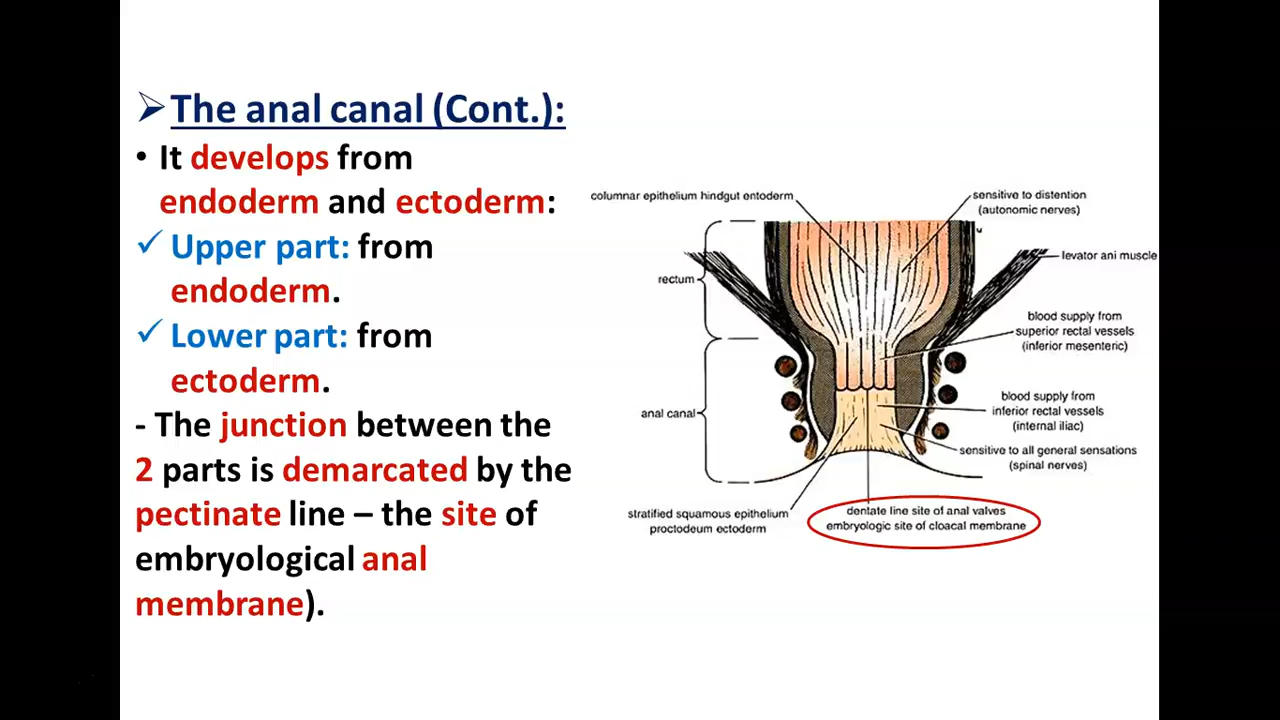 ➢ The anal canal (Cont.):
• It develops from
endoderm and ectoderm:
✓ Upper part: from
endoderm.
✓ Lower part: from
ectoderm.
- The junction between the
2 parts is demarcated by the
pectinate line – the site of
embryological anal
membrane).
columnar epithelium hindgut entoderm
sensitive to distention
(autonomic nerves)
levator ani muscle
rectum
blood supply from
superior rectal vessels
(inferior mesenteric)
anal canal
blood supply from
inferior rectal vessels
(internal iliac)
sensitive to all general sensations
(spinal nerves)
stratified squamous epithelium
proctodeum ectoderm
dentate line site of anal valves
embryologic site of cloacal membrane